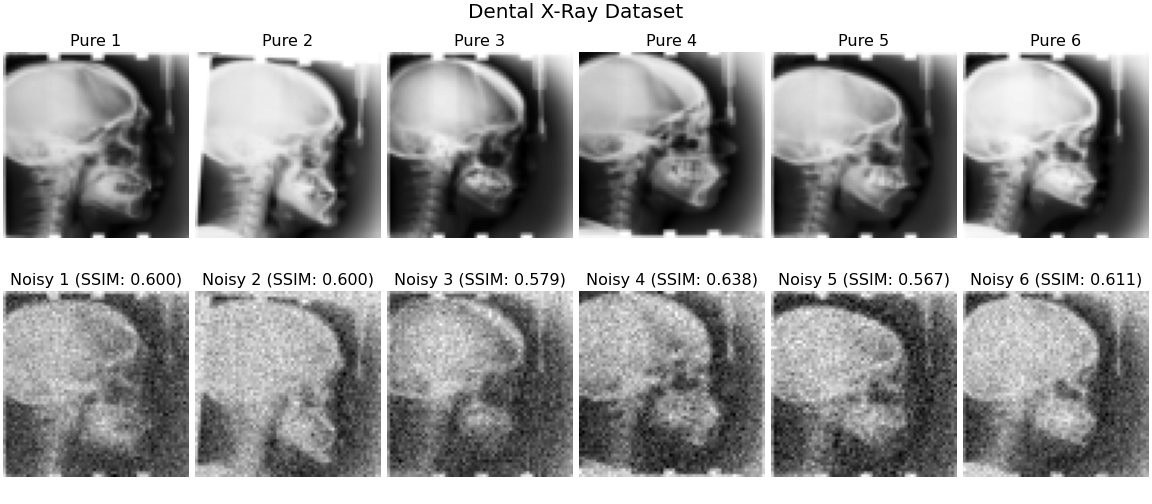 Dental X-Ray Dataset
Pure 1
Pure 2
Pure 3
Pure 4
Pure 5
Pure 6
Noisy 1 (SSIM: 0.600)
Noisy 2 (SSIM: 0.600)
Noisy 3 (SSIM: 0.579)
Noisy 4 (SSIM: 0.638)
Noisy 5 (SSIM: 0.567)
Noisy 6 (SSIM: 0.611)